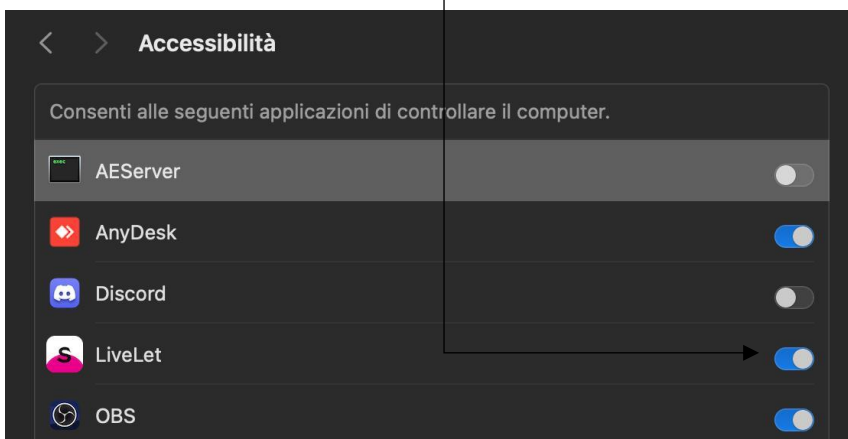 Accessibilità
Consenti alle seguenti applicazioni di controllare il computer.
AEServer
AnyDesk
Discord
S LiveLet
OBS